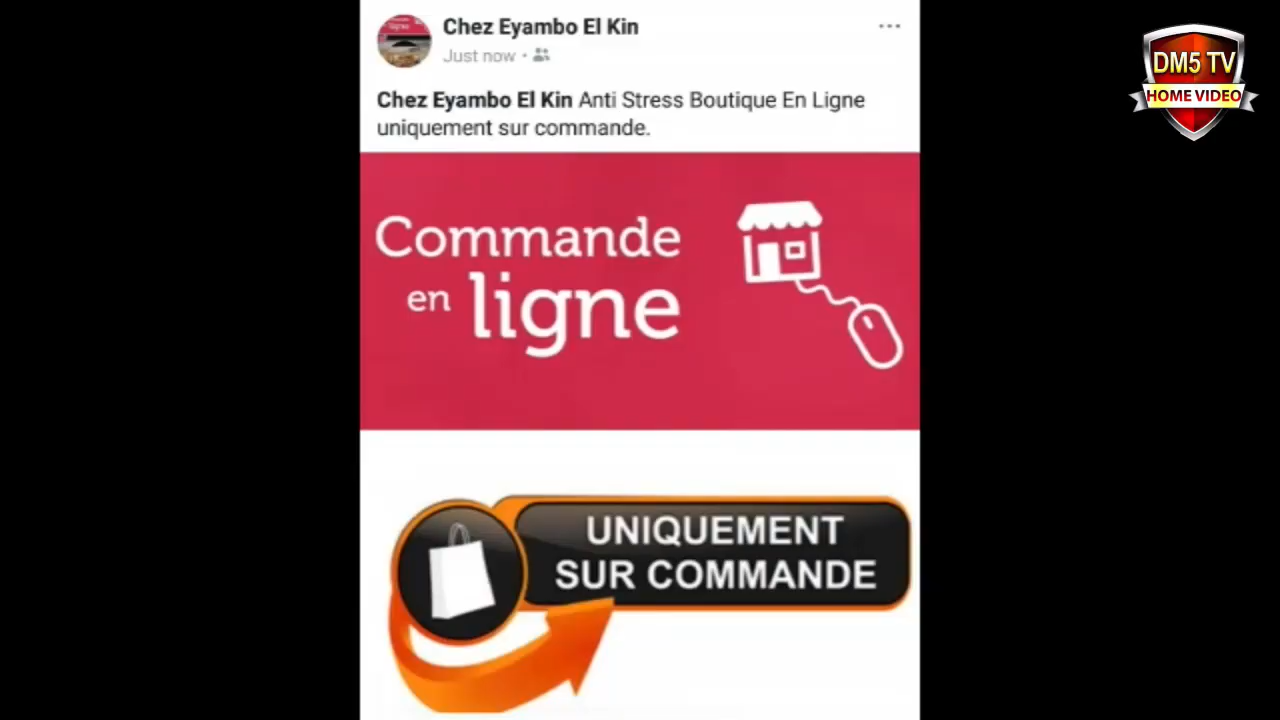 Chez Eyambo El Kin
Just now
Chez Eyambo El Kin Anti Stress Boutique En Ligne
uniquement sur commande.
Commande
en ligne
UNIQUEMENT
SUR COMMANDE
DM5 TV
HOME VIDEO